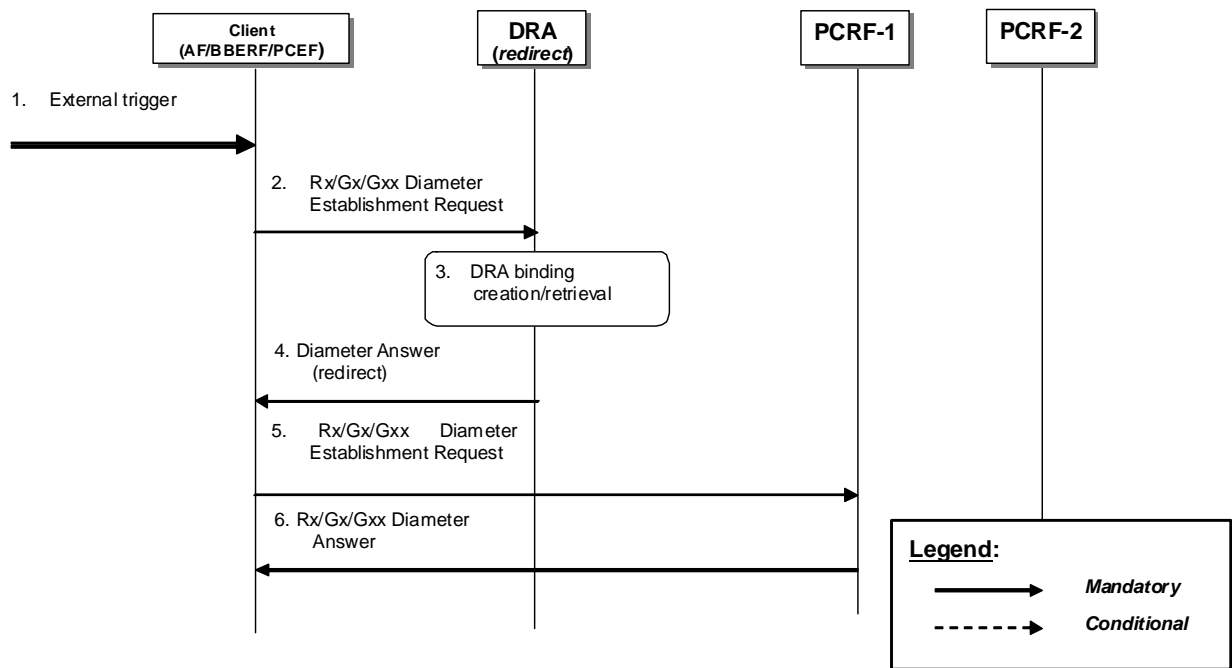 Client
(AF/BBERF/PCEF)
DRA
(redirect)
PCRF-1
PCRF-2
1. External trigger
2. Rx/Gx/Gxx Diameter
Establishment Request
3. DRA binding
creation/retrieval
4. Diameter Answer
(redirect)
5. Rx/Gx/Gxx Diameter
Establishment Request
6. Rx/Gx/Gxx Diameter
Answer
Legend:
Mandatory
Conditional